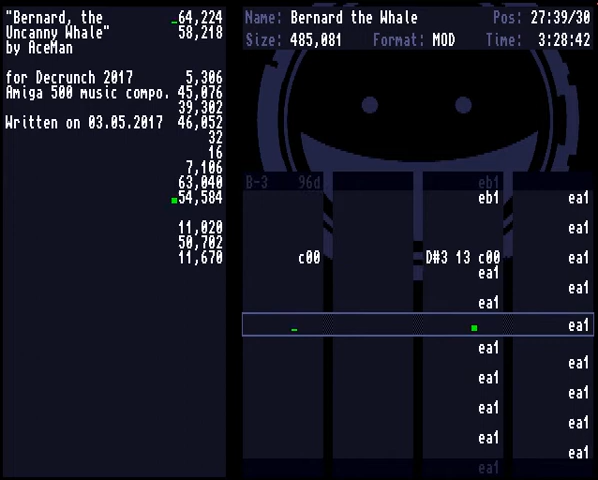 "Bernard, the 64,224
Uncanny Whale" 58,218
by AceMan
for Decrunch 2017 5,306
Amiga 500 music compo. 45,076
39,302
Written on 03.05.2017 46,052
32
16
7,106
63,040
54,584
11,020
50,702
11,670
Name: Bernard the Whale Pos: 27:39/30
Size: 485,081 Format: MOD Time: 3:28:42
B-3 96d eb1
eb1 ea1
ea1
c00 D#3 13 c00
ea1 ea1
ea1
ea1
ea1
ea1 ea1
ea1
ea1 ea1
ea1
ea1
ea1